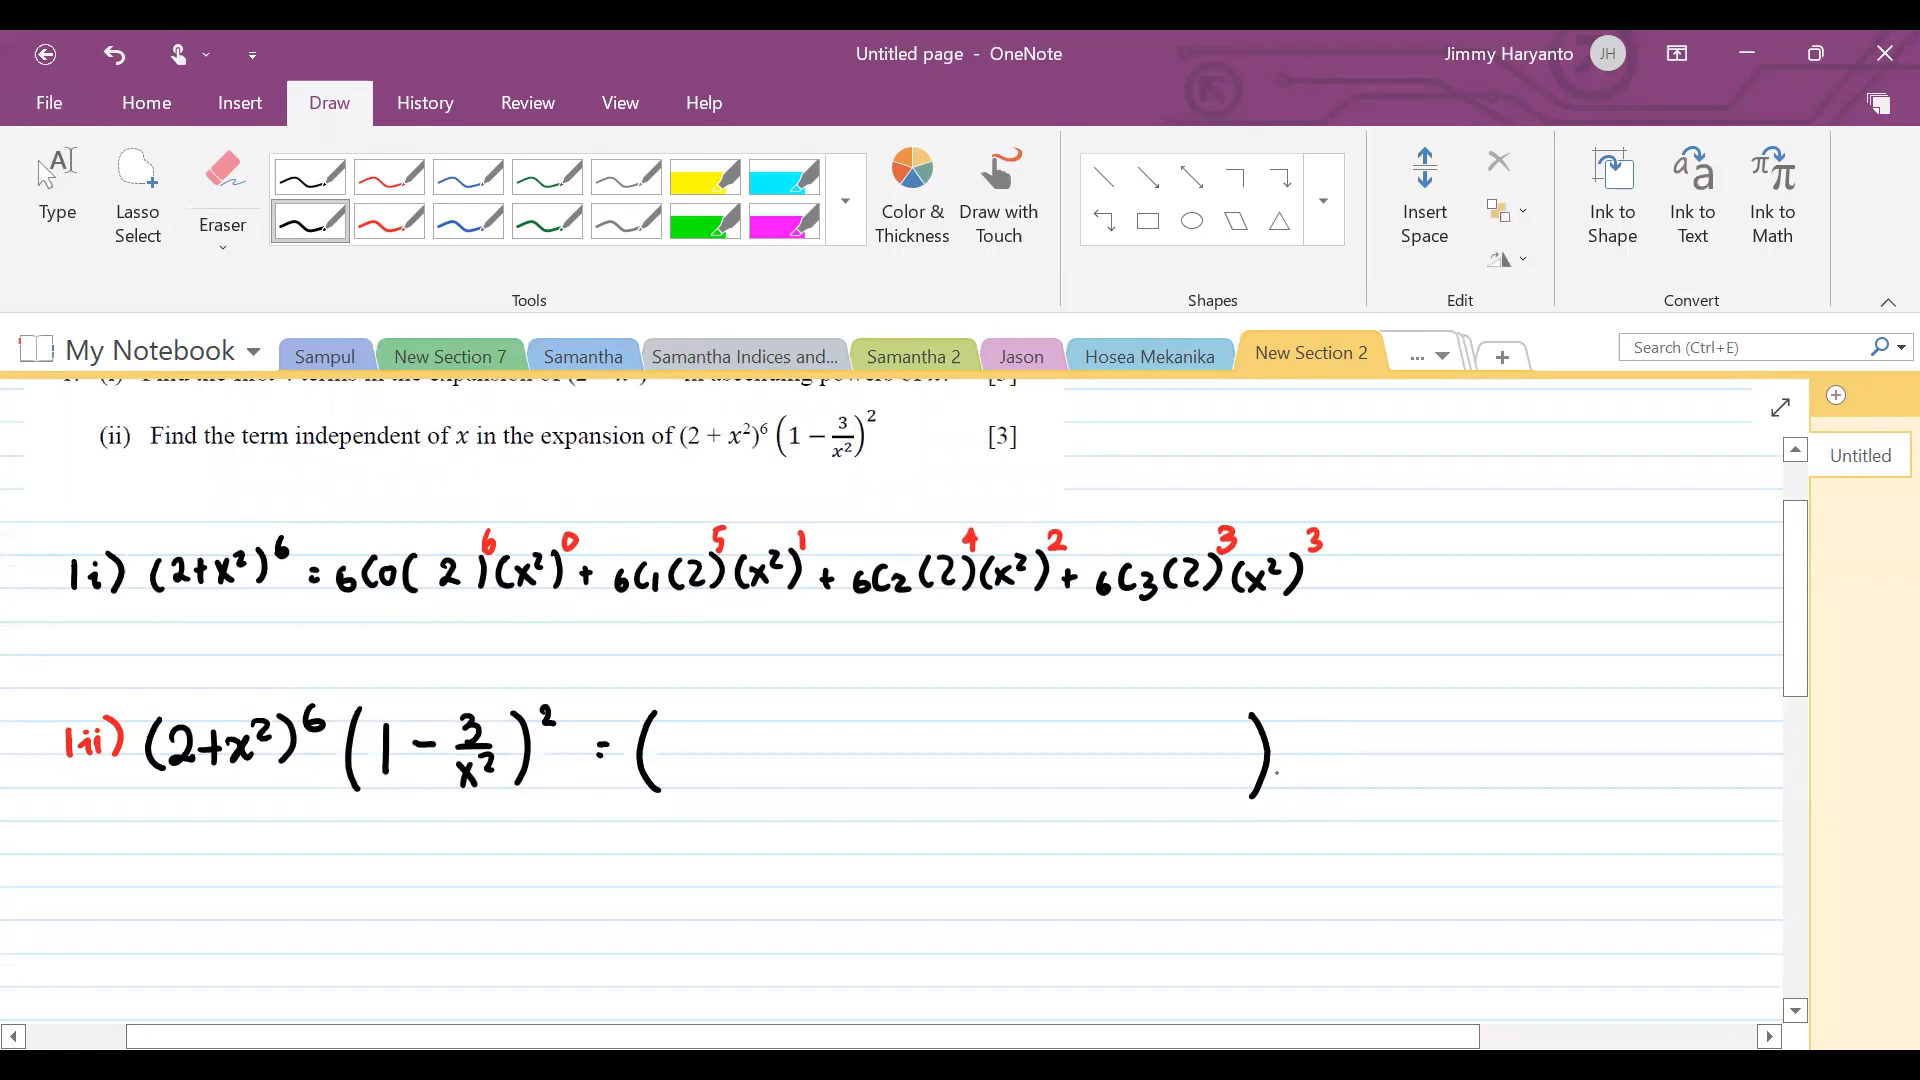 Untitled page - OneNote
Jimmy Haryanto JH
File Home Insert Draw History Review View Help
Type
Lasso Select
Eraser
Color & Thickness
Draw with Touch
Insert Space
Ink to Shape
Ink to Text
Ink to Math
Tools Shapes Edit Convert
My Notebook Sampul New Section 7 Samantha Samantha Indices and... Samantha 2 Jason Hosea Mekanika New Section 2 ... Search (Ctrl+E)
(ii) Find the term independent of x in the expansion of (2 + x²)⁶ (1 − 3/x²)² [3]
Untitled
1i) (2+x²)⁶ = 6C0(2)⁶(x²)⁰ + 6C1(2)⁵(x²)¹ + 6C2(2)⁴(x²)² + 6C3(2)³(x²)³
1ii) (2+x²)⁶ (1 − 3/x²)² = ( )